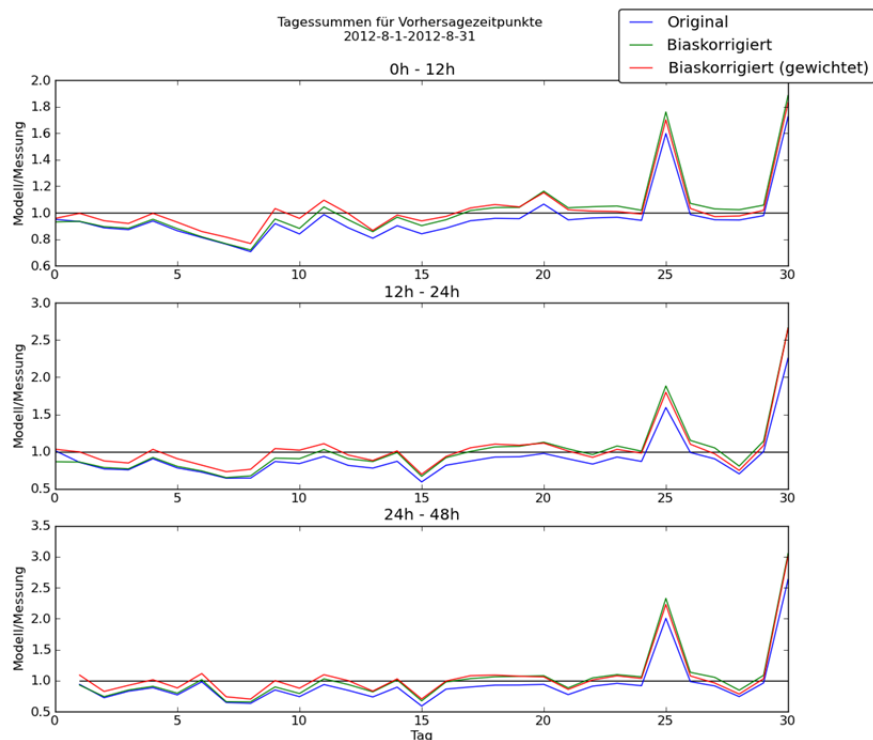 Tagessummen für Vorhersagezeitpunkte
2012-8-1-2012-8-31
Original
Biaskorrigiert
Biaskorrigiert (gewichtet)
0h - 12h
2.0
1.8
1.6
1.4
1.2
1.0
0.8
0.6
Modell/Messung
0 5 10 15 20 25 30
12h - 24h
3.0
2.5
2.0
1.5
1.0
0.5
Modell/Messung
0 5 10 15 20 25 30
24h - 48h
3.5
3.0
2.5
2.0
1.5
1.0
0.5
Modell/Messung
0 5 10 15 20 25 30
Tag